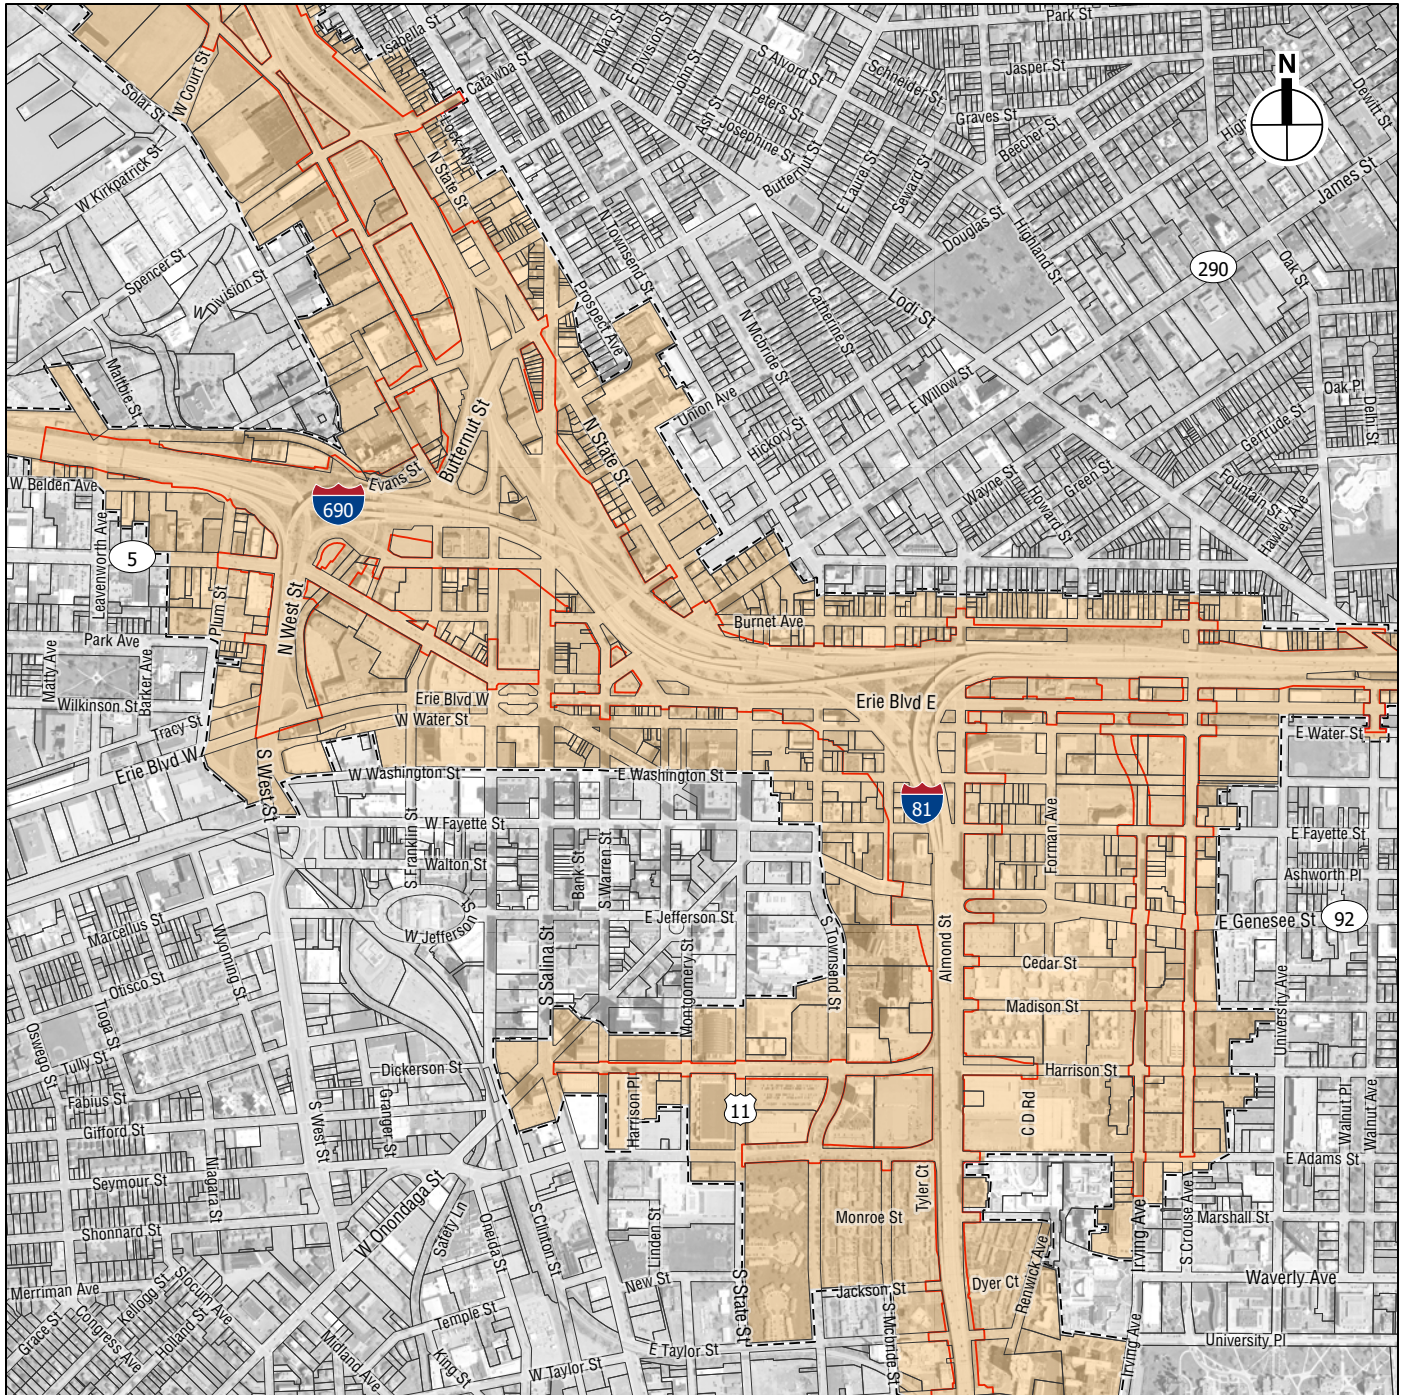 Park St
Isabella St
Mary St
E Division St
John St
S Alvord St
Schneider St
Jasper St
Dewitt St
N
Catawba St
W Court St
Solar St
Peters St
Ash St
Josephine St
Graves St
Beecher St
Lock Aly
N State St
Butternut St
E Laurel St
Seward St
James St
W Kirkpatrick St
Douglas St
Highland St
N Townsend St
290
Oak St
Spencer St
W Division St
Prospect Ave
Catherine St
Lodi St
N Mcbride St
Maltbie St
E Willow St
Oak Pl
Delhi St
Union Ave
Hickory St
Gertrude St
Butternut St
N State St
Evans St
W Belden Ave
Wayne St
Howard St
Green St
Fountain St
Hawley Ave
690
5
Leavenworth Ave
Plum St
N West St
Burnet Ave
Park Ave
Matty Ave
Barker Ave
Wilkinson St
Erie Blvd W
Erie Blvd E
W Water St
Tracy St
Erie Blvd W
E Water St
S West St
W Washington St
E Washington St
81
S Franklin St
W Fayette St
Forman Ave
E Fayette St
Walton St
Bank St
S Warren St
Ashworth Pl
Marcellus St
W Jefferson St
E Jefferson St
S Townsend St
Almond St
E Genesee St
92
Wyoming St
S Salina St
Montgomery St
Otisco St
Cedar St
University Ave
Tioga St
Madison St
Oswego St
Tully St
Dickerson St
Harrison St
Fabius St
S West St
Granger St
Harrison Pl
11
C D Rd
Walnut Pl
Walnut Ave
Gifford St
E Adams St
Seymour St
Niagara St
W Onondaga St
Tyler Ct
Shonnard St
Safety Ln
Oneida St
S Clinton St
Linden St
Monroe St
Irving Ave
S Crouse Ave
Marshall St
Merriman Ave
Kellogg St
Slocum Ave
New St
S State St
Jackson St
Dyer Ct
Renwick Ave
Waverly Ave
Grace St
Congress Ave
Holland St
Midland Ave
Temple St
King St
W Taylor St
E Taylor St
S Mcbride St
Irving Ave
University Pl